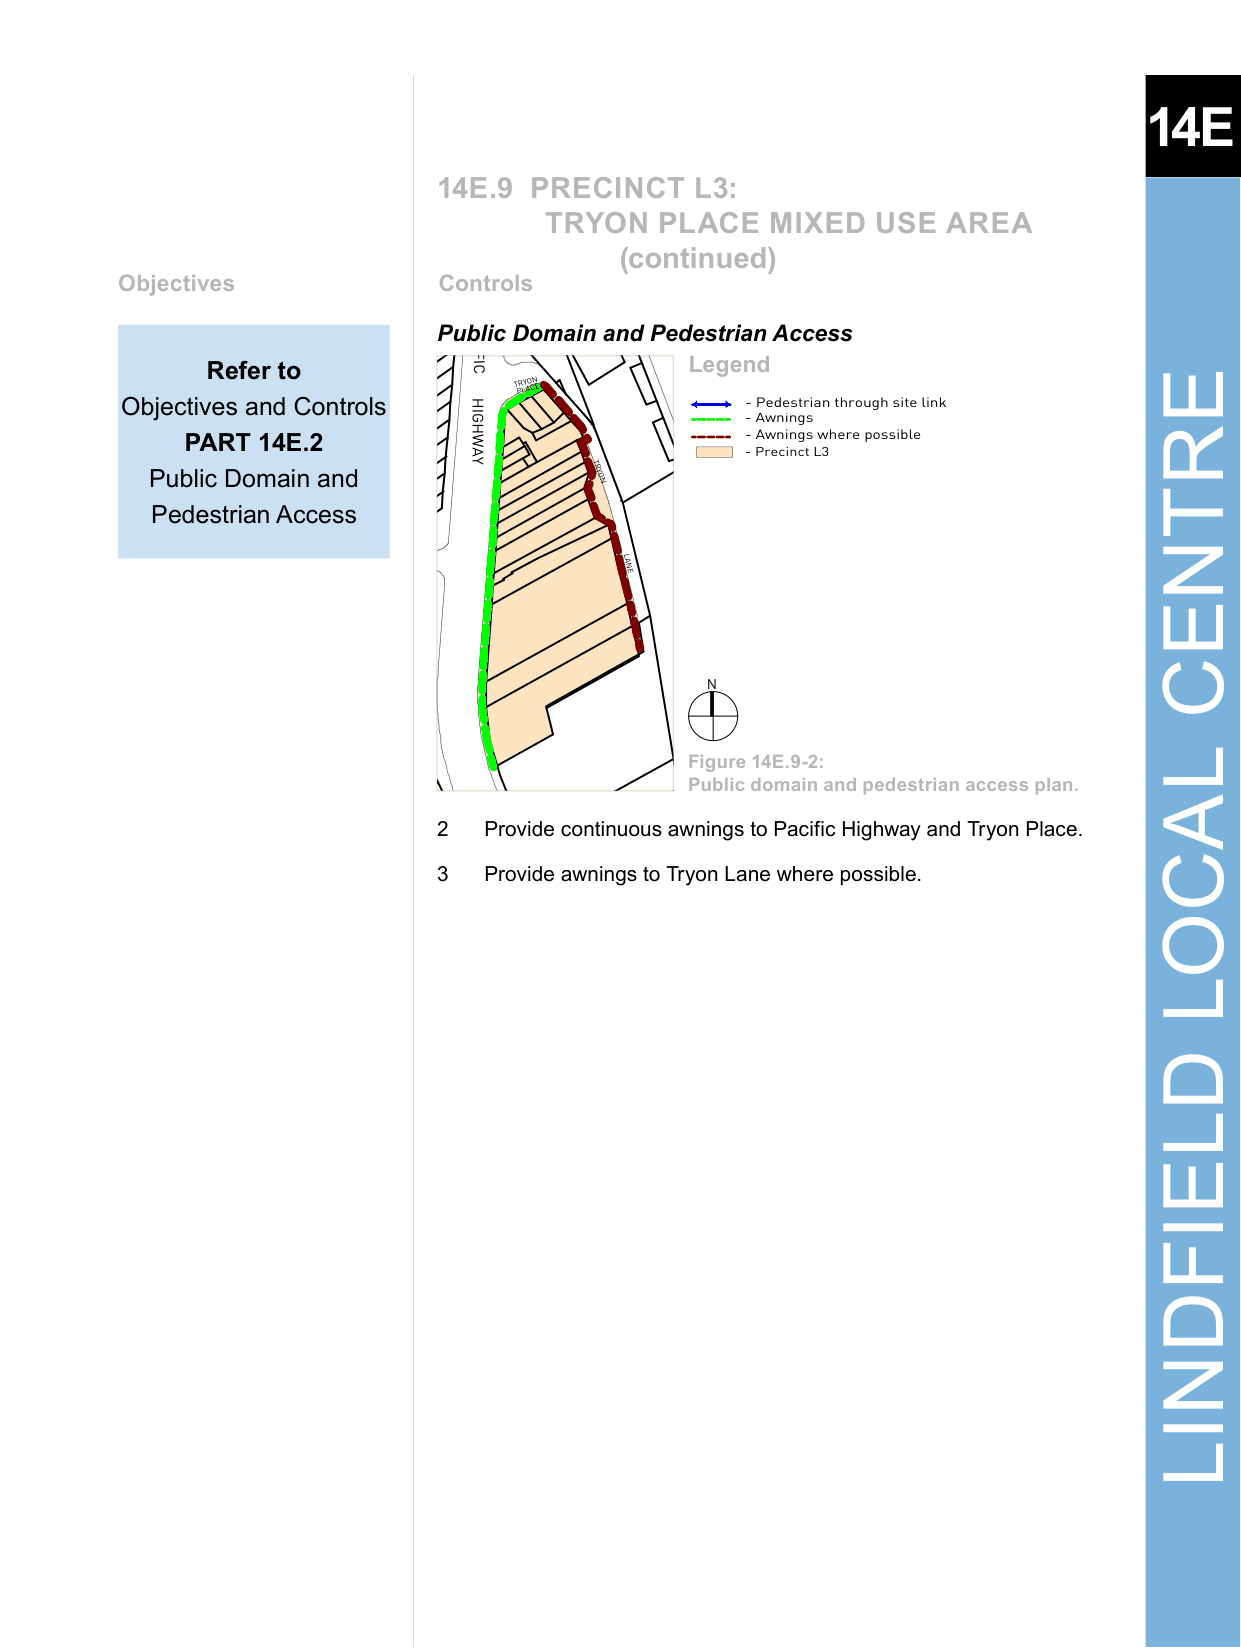 14E
14E.9 PRECINCT L3:
TRYON PLACE MIXED USE AREA
(continued)
Objectives
Controls
Refer to
Objectives and Controls
PART 14E.2
Public Domain and
Pedestrian Access
Public Domain and Pedestrian Access
FIC HIGHWAY
TRYON
PLACE
TRYON
LANE
Legend
- Pedestrian through site link
- Awnings
- Awnings where possible
- Precinct L3
N
Figure 14E.9-2:
Public domain and pedestrian access plan.
2 Provide continuous awnings to Pacific Highway and Tryon Place.
3 Provide awnings to Tryon Lane where possible.
LINDFIELD LOCAL CENTRE